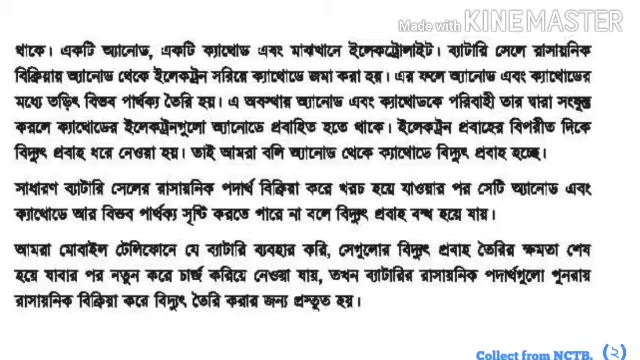 Made with KINEMASTER
থাকে। একটি অ্যানোড, একটি ক্যাথোড এবং মাঝখানে ইলেকট্রোলাইট। ব্যাটারি সেলে রাসায়নিক
বিক্রিয়ায় অ্যানোড থেকে ইলেকট্রন সরিয়ে ক্যাথোডে জমা করা হয়। এর ফলে অ্যানোড এবং ক্যাথোডের
মধ্যে তড়িৎ বিভব পার্থক্য তৈরি হয়। এ অবস্থায় অ্যানোড এবং ক্যাথোডকে পরিবাহী তার দ্বারা সংযুক্ত
করলে ক্যাথোডের ইলেকট্রনগুলো অ্যানোডে প্রবাহিত হতে থাকে। ইলেকট্রন প্রবাহের বিপরীত দিকে
বিদ্যুৎ প্রবাহ ধরে নেওয়া হয়। তাই আমরা বলি অ্যানোড থেকে ক্যাথোডে বিদ্যুৎ প্রবাহ হচ্ছে।
সাধারণ ব্যাটারি সেলের রাসায়নিক পদার্থ বিক্রিয়া করে খরচ হয়ে যাওয়ার পর সেটি অ্যানোড এবং
ক্যাথোডে আর বিভব পার্থক্য সৃষ্টি করতে পারে না বলে বিদ্যুৎ প্রবাহ বন্ধ হয়ে যায়।
আমরা মোবাইল টেলিফোনে যে ব্যাটারি ব্যবহার করি, সেগুলোর বিদ্যুৎ প্রবাহ তৈরির ক্ষমতা শেষ
হয়ে যাবার পর নতুন করে চার্জ করিয়ে নেওয়া যায়, তখন ব্যাটারির রাসায়নিক পদার্থগুলো পুনরায়
রাসায়নিক বিক্রিয়া করে বিদ্যুৎ তৈরি করার জন্য প্রস্তুত হয়।
Collect from NCTB. (২)